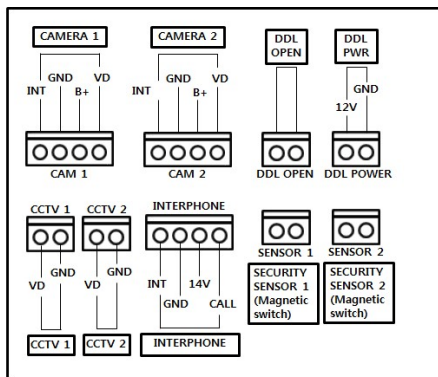 CAMERA 1
CAMERA 2
DDL
OPEN
DDL
PWR
INT
GND
B+
VD
INT
GND
B+
VD
12V
GND
CAM 1
CAM 2
DDL OPEN
DDL POWER
CCTV 1
CCTV 2
INTERPHONE
SENSOR 1
SENSOR 2
VD
GND
VD
GND
INT
GND
14V
CALL
SECURITY
SENSOR 1
(Magnetic
switch)
SECURITY
SENSOR 2
(Magnetic
switch)
CCTV 1
CCTV 2
INTERPHONE